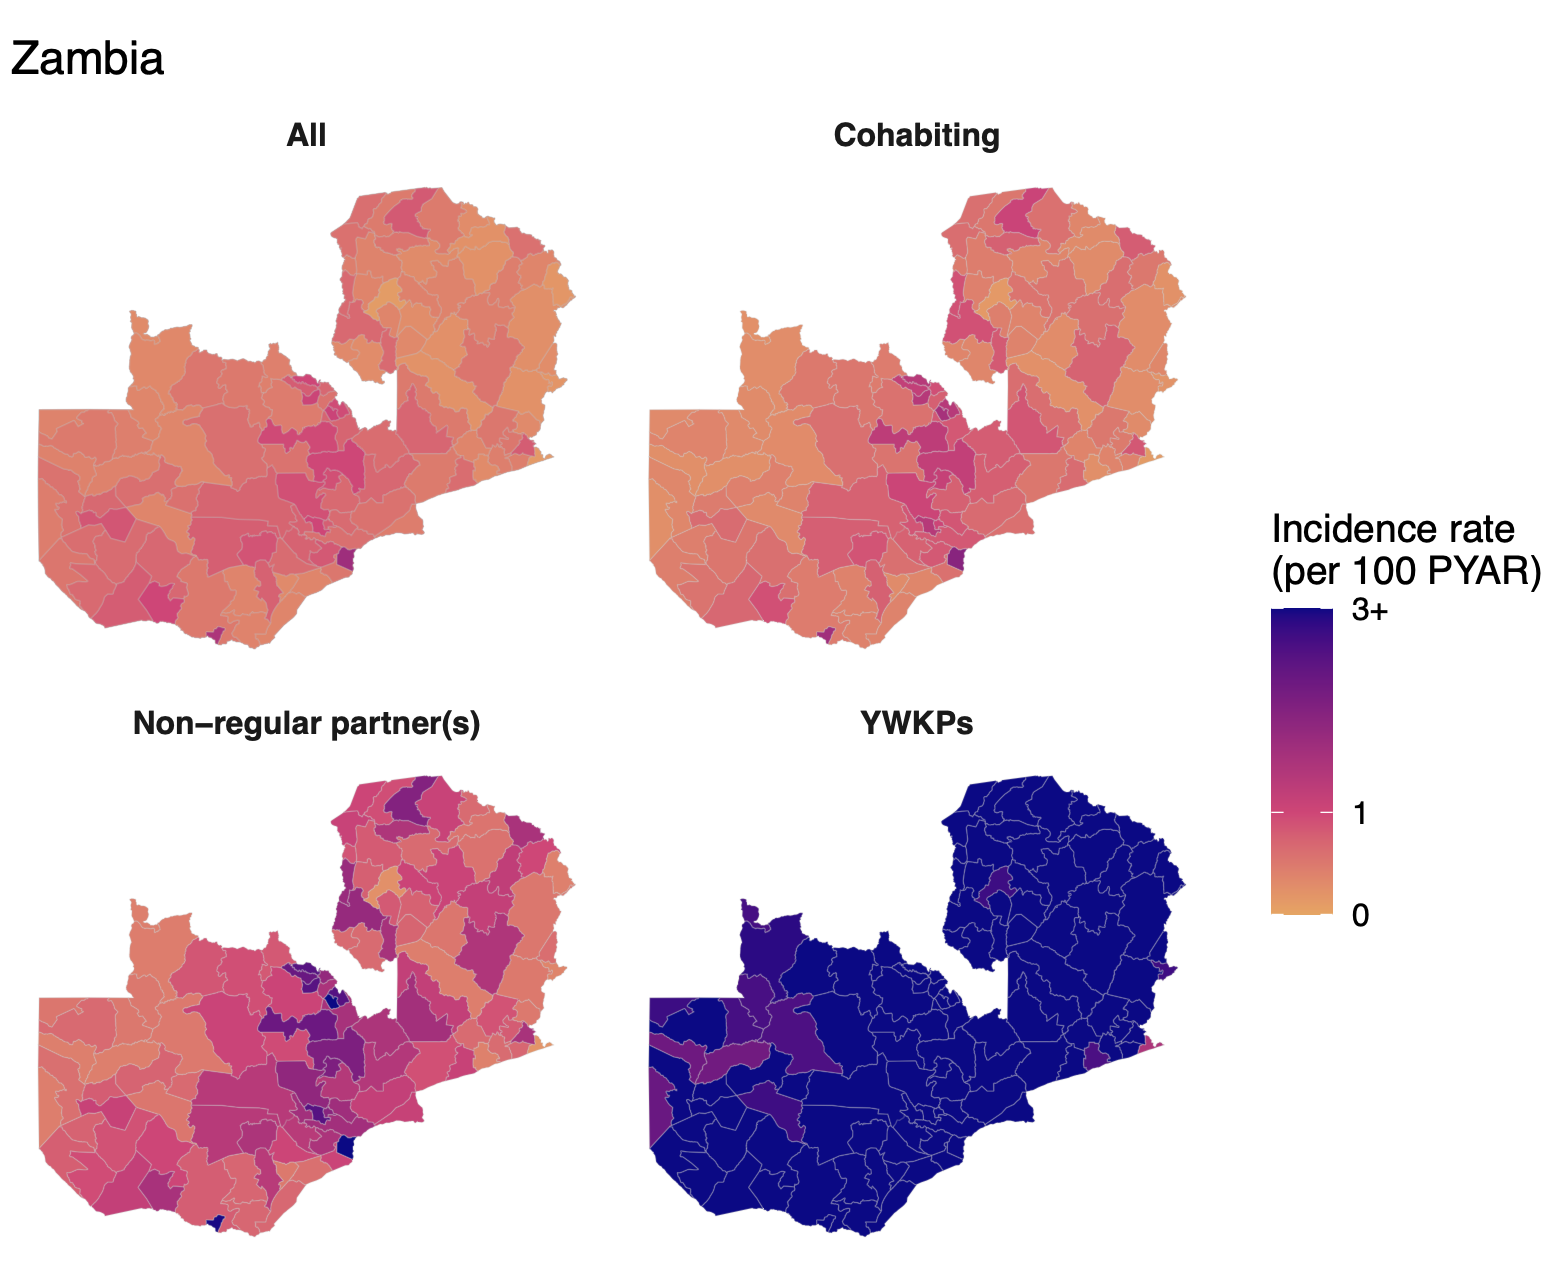 Zambia
All
Cohabiting
Non−regular partner(s)
YWKPs
Incidence rate
(per 100 PYAR)
3+
1
0